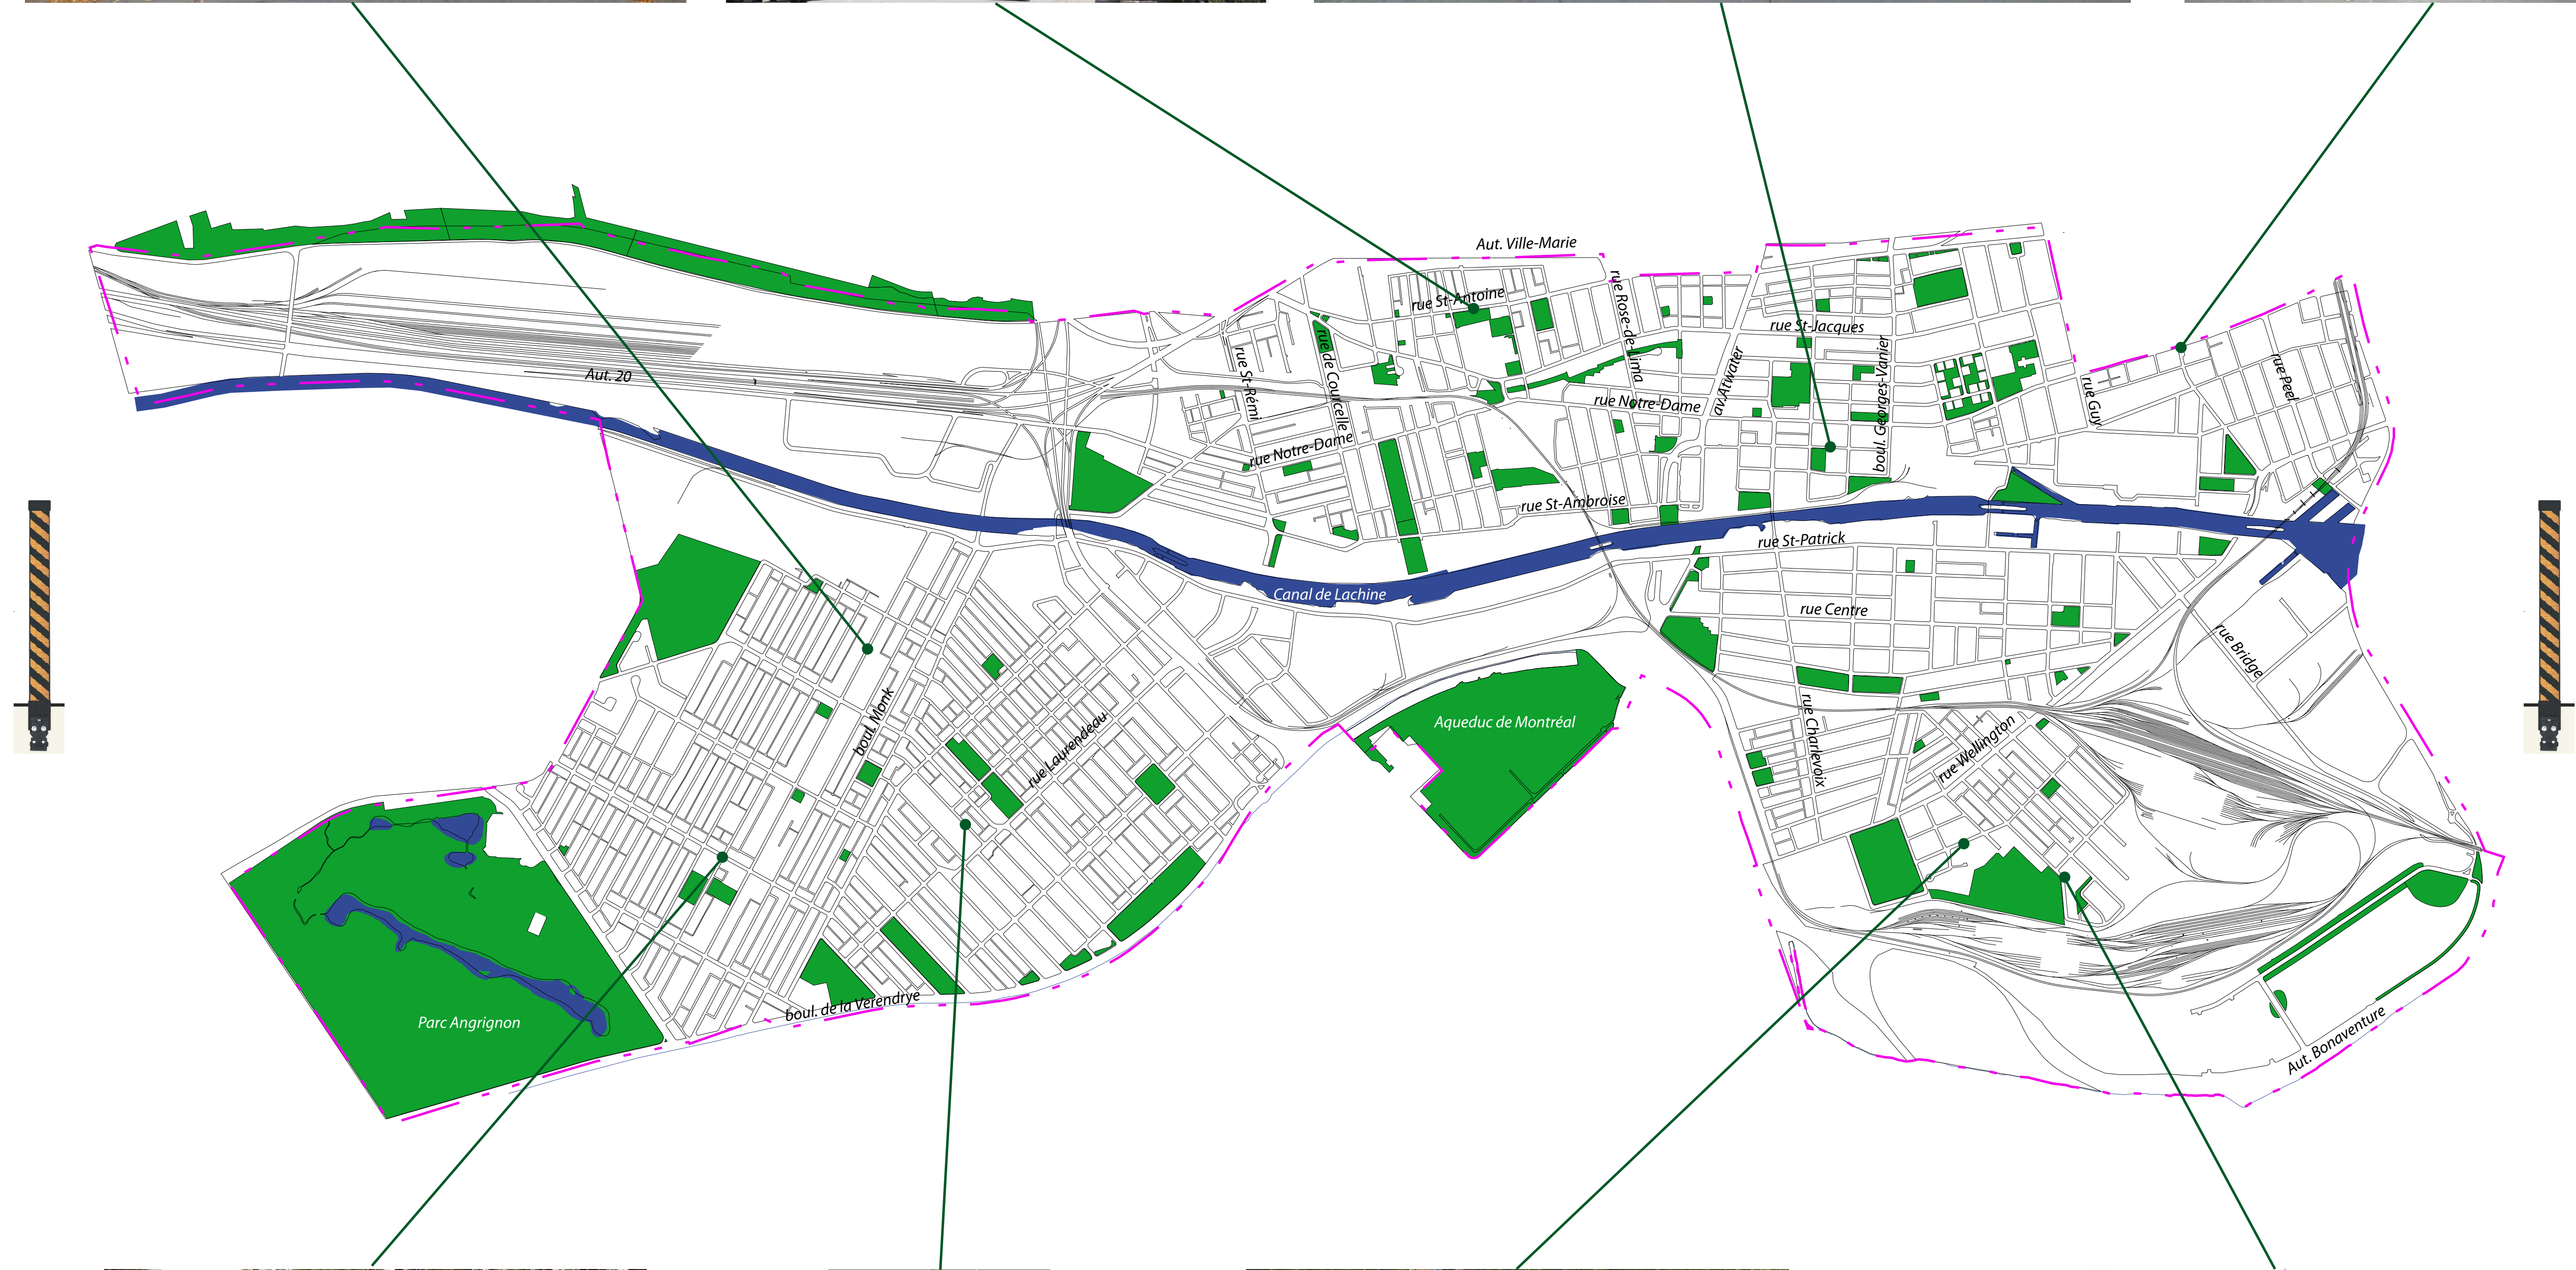 Aut. Ville-Marie
rue St-Antoine
rue Rose-de-Lima
rue St-Jacques
rue St-Rémi
rue de Courcelle
av.Atwater
boul. Georges-Vanier
rue Guy
rue Peel
Aut. 20
rue Notre-Dame
rue Notre-Dame
rue St-Ambroise
rue St-Patrick
Canal de Lachine
rue Centre
rue Bridge
boul. Monk
rue Laurendeau
Aqueduc de Montréal
rue Charlevoix
rue Wellington
boul. de la Verendrye
Parc Angrignon
Aut. Bonaventure